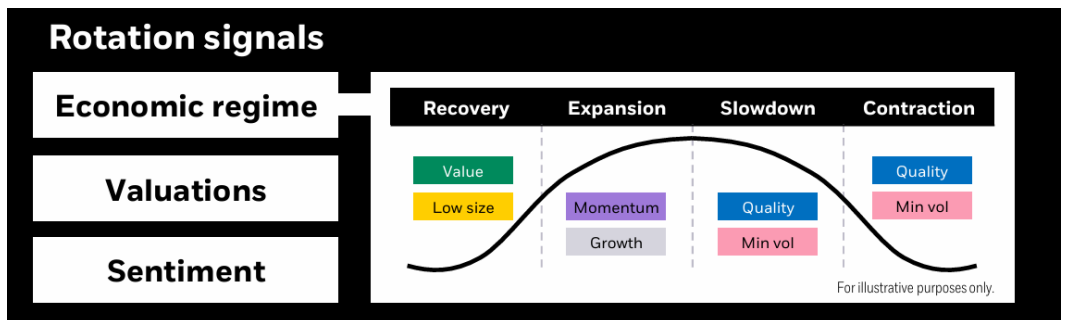 Rotation signals
Economic regime
Valuations
Sentiment
Recovery Expansion Slowdown Contraction
Value
Low size
Momentum
Growth
Quality
Min vol
Quality
Min vol
For illustrative purposes only.